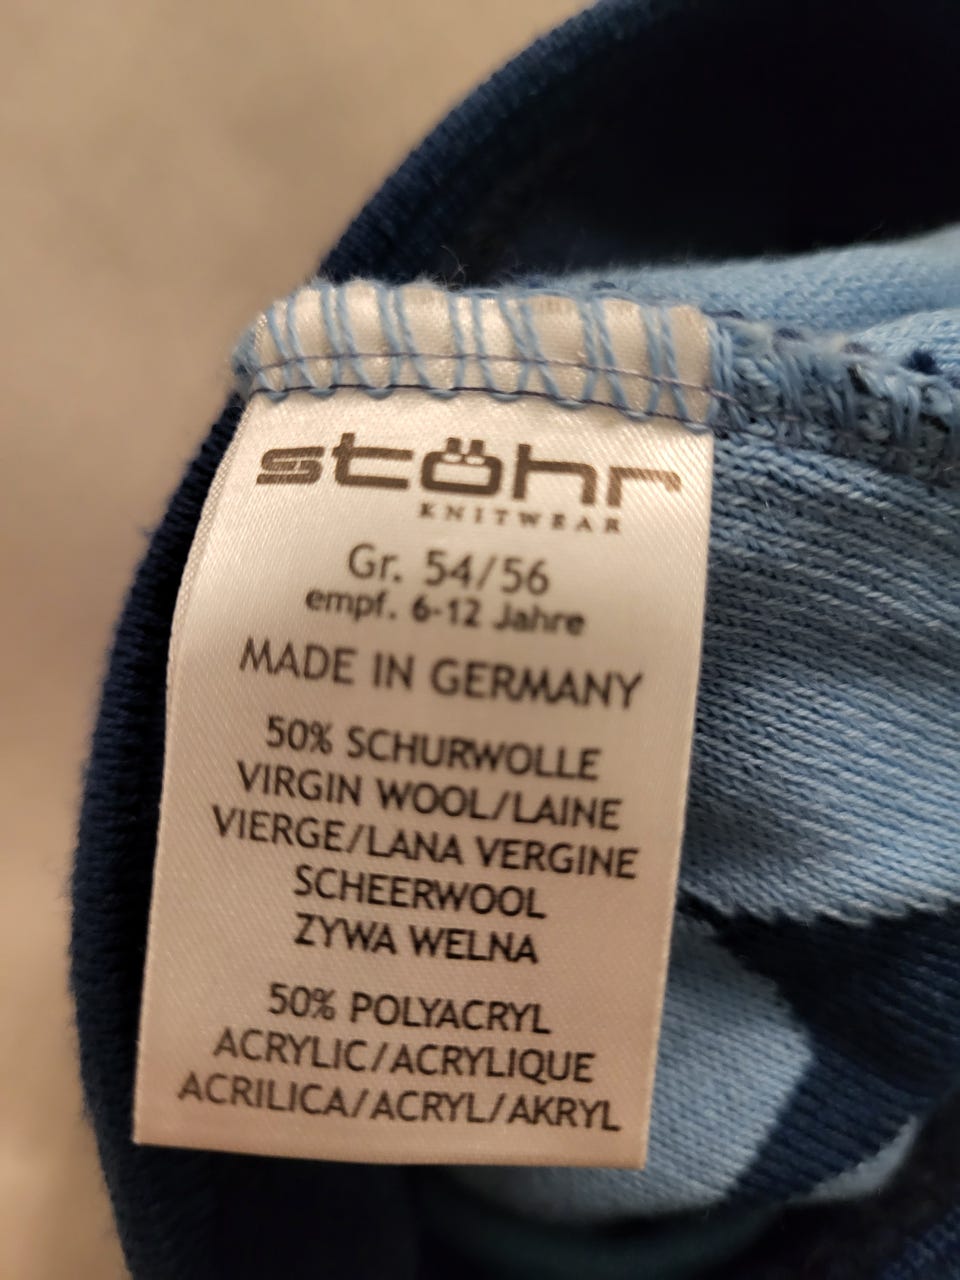 stöhr
KNITWEAR
Gr. 54/56
empf. 6-12 Jahre
MADE IN GERMANY
50% SCHURWOLLE
VIRGIN WOOL/LAINE
VIERGE/LANA VERGINE
SCHEERWOOL
ZYWA WELNA
50% POLYACRYL
ACRYLIC/ACRYLIQUE
ACRILICA/ACRYL/AKRYL